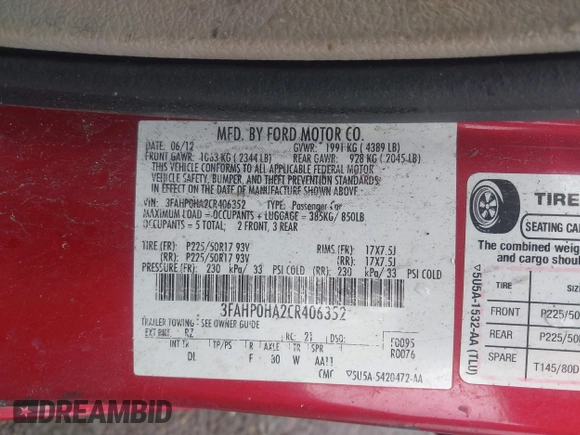 MFD. BY FORD MOTOR CO.
DATE: 06/12 GVWR: 1991 KG ( 4389 LB)
FRONT GAWR: 1063 KG ( 2344 LB) REAR GAWR: 928 KG ( 2045 LB)
THIS VEHICLE CONFORMS TO ALL APPLICABLE FEDERAL MOTOR
VEHICLE SAFETY, BUMPER, AND THEFT PREVENTION STANDARDS
IN EFFECT ON THE DATE OF MANUFACTURE SHOWN ABOVE.
VIN: 3FAHP0HA2CR406352 TYPE: Passenger Car
MAXIMUM LOAD = OCCUPANTS + LUGGAGE = 385KG/ 850LB
OCCUPANTS = 5 TOTAL; 2 FRONT, 3 REAR
TIRE (FR): P225/50R17 93V RIMS (FR): 17X7.5J
(RR): P225/50R17 93V (RR): 17X7.5J
PRESSURE (FR): 230 kPa/ 33 PSI COLD (RR): 230 kPa/ 33 PSI COLD
3FAHP0HA2CR406352
TRAILER TOWING - SEE OWNER GUIDE
EXT PNT: RZ RC: 21 DSO: F0095
INT TR TP/PS R AXLE TR SPR R0076
DL F 30 W AA11
CMC ▽5U5A-5420472-AA
▽5U5A-1532-AA (TLU)
TIRE
SEATING
The combined weight
and cargo should
TIRE
FRONT P225/50
REAR P225/50
SPARE T145/80D
DREAMBID